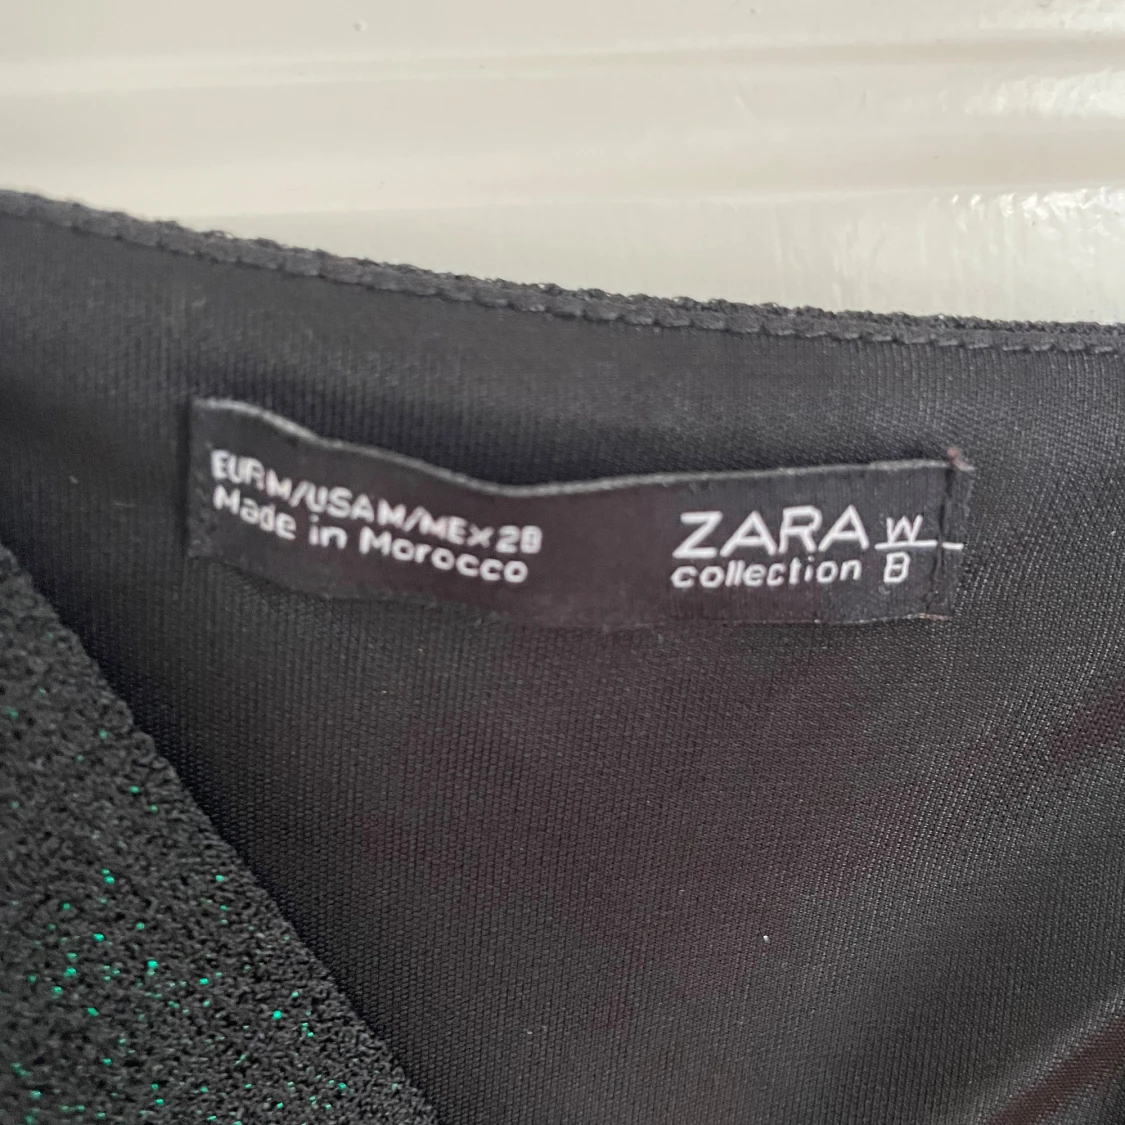 EUR M/USA M/MEX 28
Made in Morocco
ZARA W
collection B